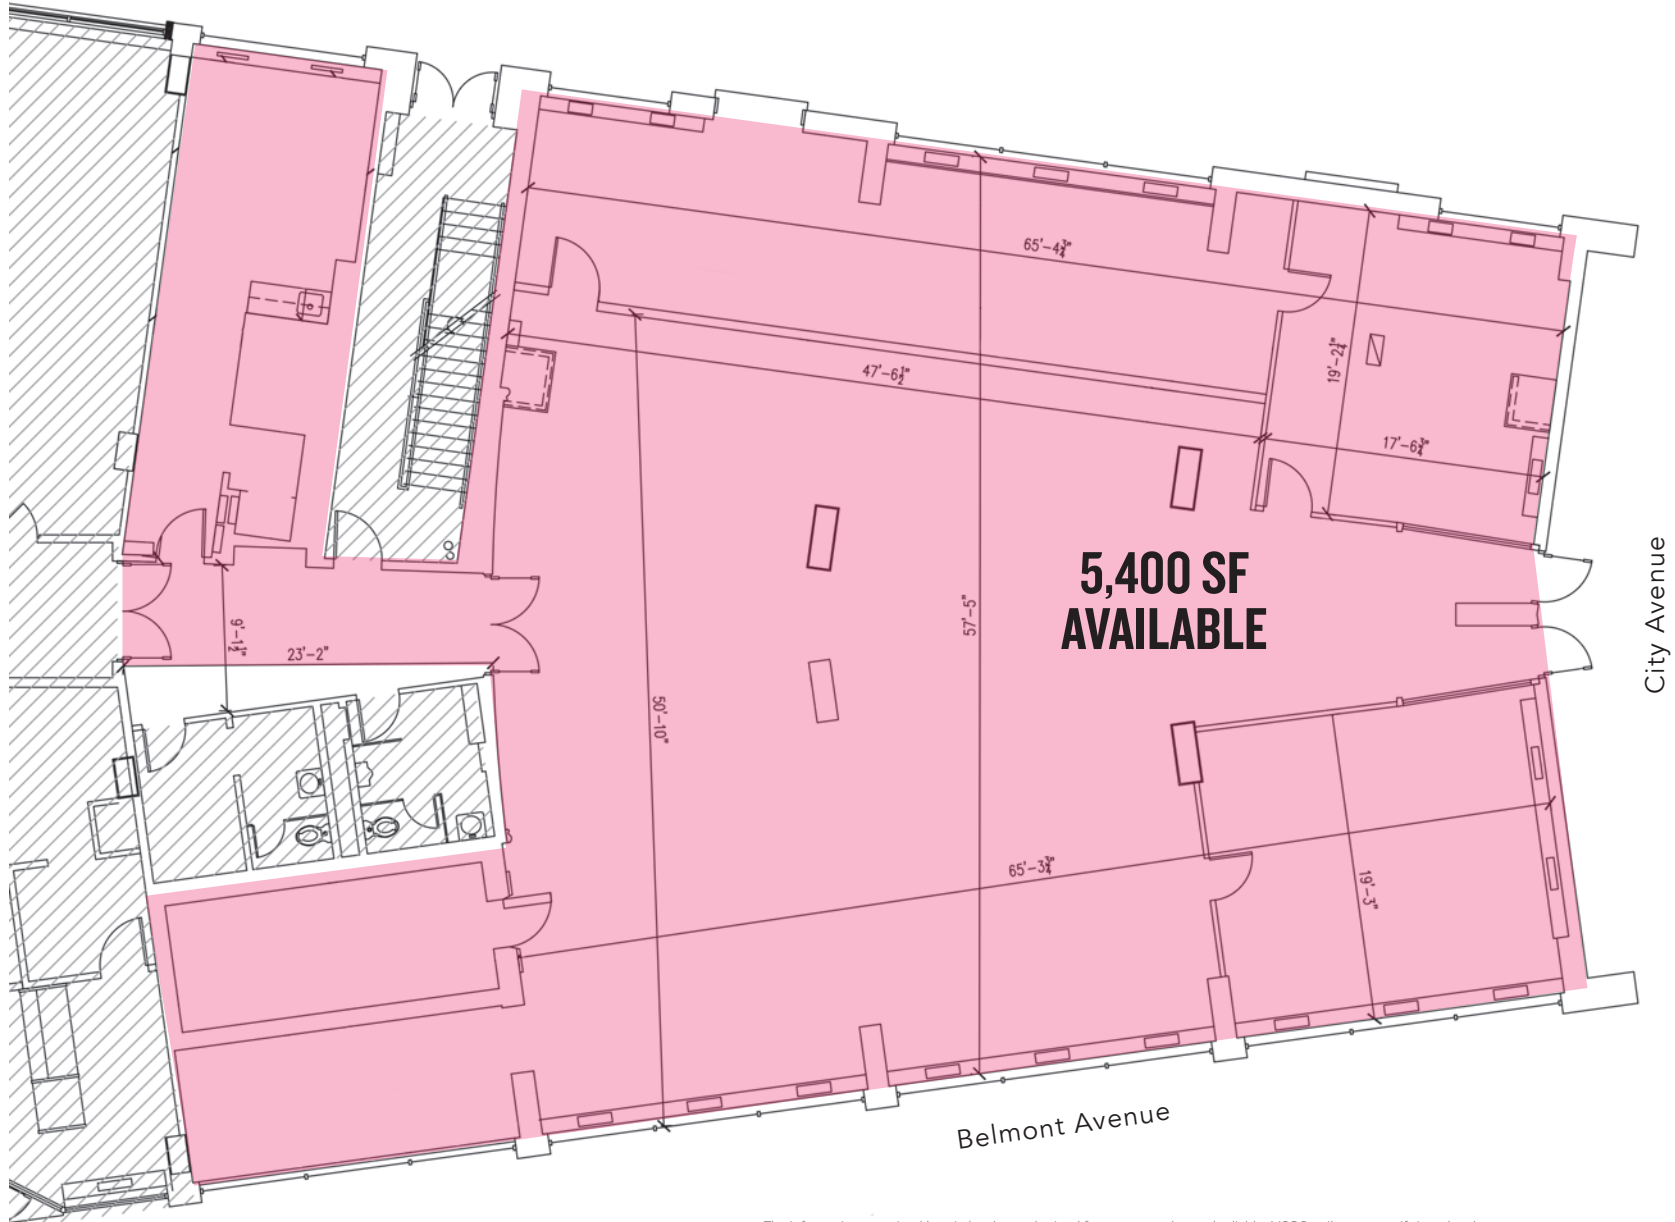 65'-4¾"
47'-6½"
19'-2¼"
17'-6¾"
5,400 SF
AVAILABLE
57'-5"
City Avenue
9'-1½"
23'-2"
50'-10"
65'-3¾"
19'-3"
Belmont Avenue